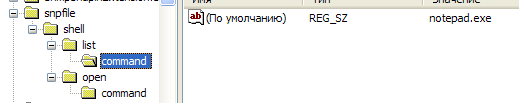 Имя Тип Значение
snpfile
(По умолчанию) REG_SZ notepad.exe
shell
list
command
open
command